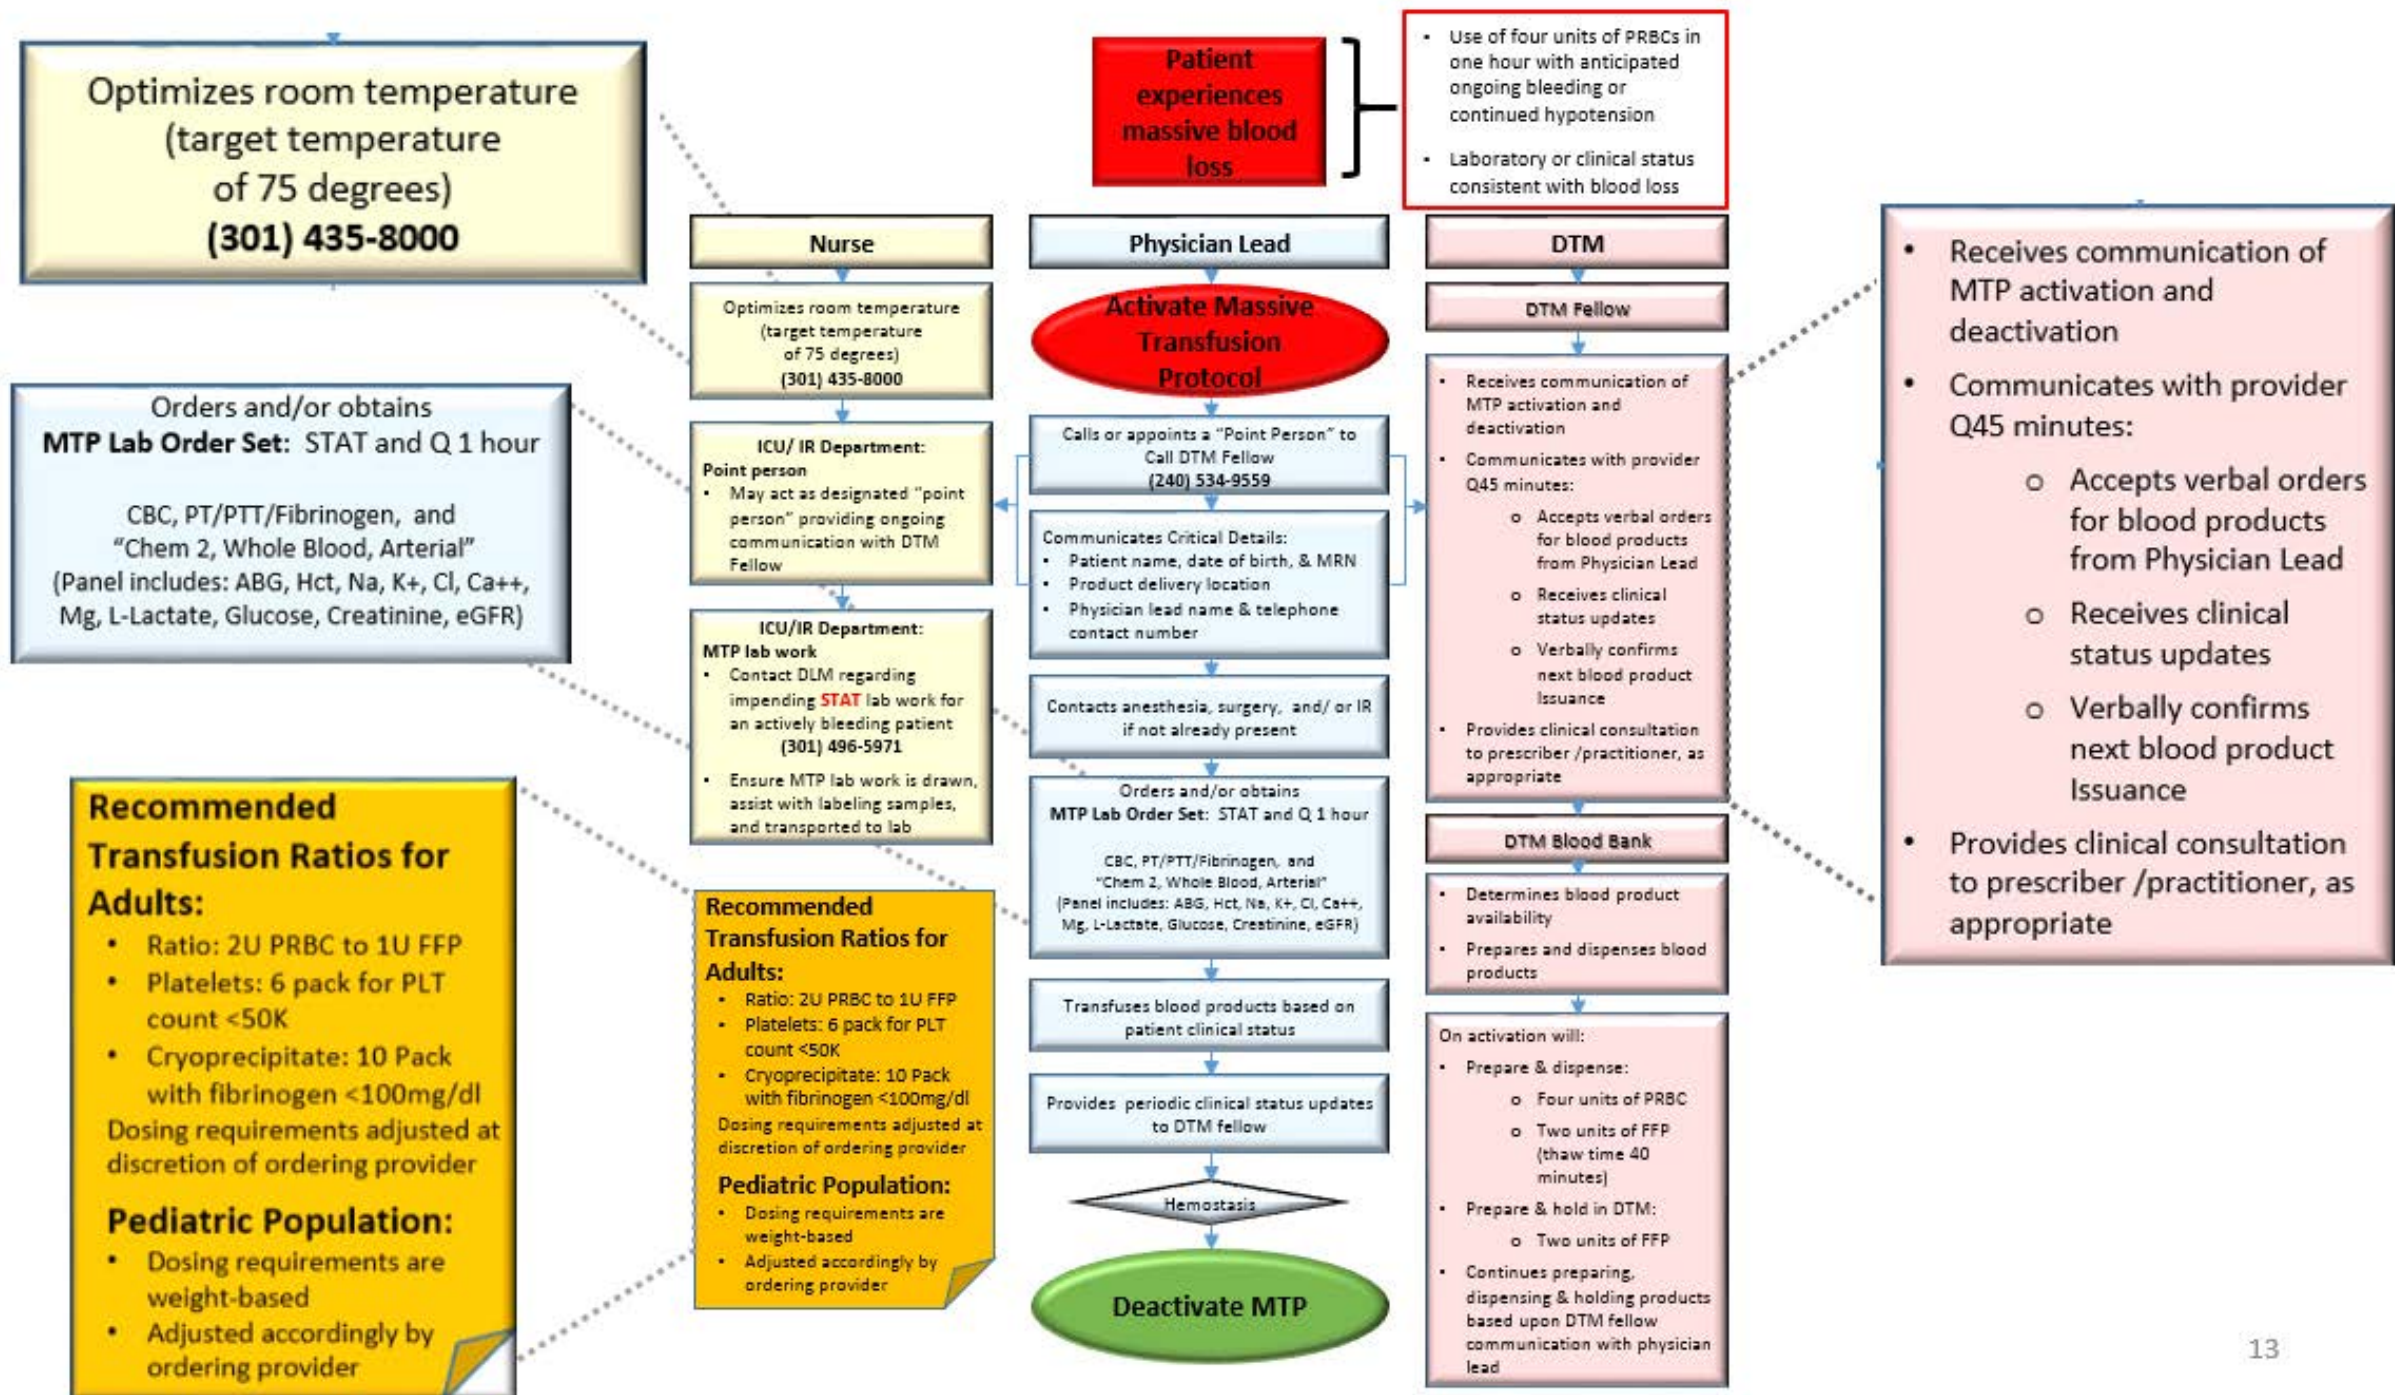 Optimizes room temperature
(target temperature
of 75 degrees)
(301) 435-8000
Orders and/or obtains
MTP Lab Order Set: STAT and Q 1 hour
CBC, PT/PTT/Fibrinogen, and
"Chem 2, Whole Blood, Arterial"
(Panel includes: ABG, Hct, Na, K+, Cl, Ca++,
Mg, L-Lactate, Glucose, Creatinine, eGFR)
Recommended
Transfusion Ratios for
Adults:
• Ratio: 2U PRBC to 1U FFP
• Platelets: 6 pack for PLT
count <50K
• Cryoprecipitate: 10 Pack
with fibrinogen <100mg/dl
Dosing requirements adjusted at
discretion of ordering provider
Pediatric Population:
• Dosing requirements are
weight-based
• Adjusted accordingly by
ordering provider
Patient
experiences
massive blood
loss
• Use of four units of PRBCs in
one hour with anticipated
ongoing bleeding or
continued hypotension
• Laboratory or clinical status
consistent with blood loss
Nurse
Optimizes room temperature
(target temperature
of 75 degrees)
(301) 435-8000
ICU/ IR Department:
Point person
• May act as designated "point
person" providing ongoing
communication with DTM
Fellow
ICU/IR Department:
MTP lab work
• Contact DLM regarding
impending STAT lab work for
an actively bleeding patient
(301) 496-5971
• Ensure MTP lab work is drawn,
assist with labeling samples,
and transported to lab
Recommended
Transfusion Ratios for
Adults:
• Ratio: 2U PRBC to 1U FFP
• Platelets: 6 pack for PLT
count <50K
• Cryoprecipitate: 10 Pack
with fibrinogen <100mg/dl
Dosing requirements adjusted at
discretion of ordering provider
Pediatric Population:
• Dosing requirements are
weight-based
• Adjusted accordingly by
ordering provider
Physician Lead
Activate Massive
Transfusion
Protocol
Calls or appoints a "Point Person" to
Call DTM Fellow
(240) 534-9559
Communicates Critical Details:
• Patient name, date of birth, & MRN
• Product delivery location
• Physician lead name & telephone
contact number
Contacts anesthesia, surgery, and/ or IR
if not already present
Orders and/or obtains
MTP Lab Order Set: STAT and Q 1 hour
CBC, PT/PTT/Fibrinogen, and
"Chem 2, Whole Blood, Arterial"
(Panel includes: ABG, Hct, Na, K+, Cl, Ca++,
Mg, L-Lactate, Glucose, Creatinine, eGFR)
Transfuses blood products based on
patient clinical status
Provides periodic clinical status updates
to DTM fellow
Hemostasis
Deactivate MTP
DTM
DTM Fellow
• Receives communication of
MTP activation and
deactivation
• Communicates with provider
Q45 minutes:
o Accepts verbal orders
for blood products
from Physician Lead
o Receives clinical
status updates
o Verbally confirms
next blood product
Issuance
• Provides clinical consultation
to prescriber /practitioner, as
appropriate
DTM Blood Bank
• Determines blood product
availability
• Prepares and dispenses blood
products
On activation will:
• Prepare & dispense:
o Four units of PRBC
o Two units of FFP
(thaw time 40
minutes)
• Prepare & hold in DTM:
o Two units of FFP
• Continues preparing,
dispensing & holding products
based upon DTM fellow
communication with physician
lead
• Receives communication of
MTP activation and
deactivation
• Communicates with provider
Q45 minutes:
o Accepts verbal orders
for blood products
from Physician Lead
o Receives clinical
status updates
o Verbally confirms
next blood product
Issuance
• Provides clinical consultation
to prescriber /practitioner, as
appropriate
13